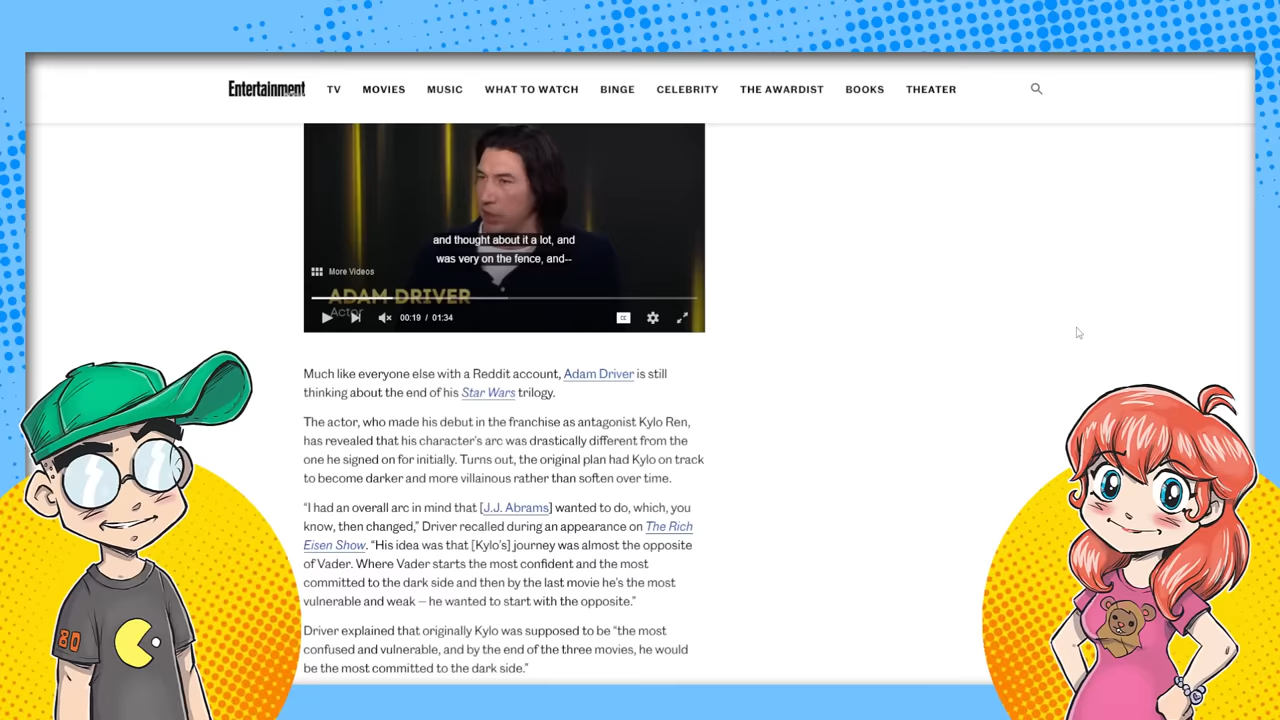 Entertainment
TV
MOVIES
MUSIC
WHAT TO WATCH
BINGE
CELEBRITY
THE AWARDIST
BOOKS
THEATER
and thought about it a lot, and
was very on the fence, and--
More Videos
ADAM DRIVER
Actor
00:19 / 01:34
CC
Much like everyone else with a Reddit account, Adam Driver is still
thinking about the end of his Star Wars trilogy.
The actor, who made his debut in the franchise as antagonist Kylo Ren,
has revealed that his character's arc was drastically different from the
one he signed on for initially. Turns out, the original plan had Kylo on track
to become darker and more villainous rather than soften over time.
“I had an overall arc in mind that [J.J. Abrams] wanted to do, which, you
know, then changed,” Driver recalled during an appearance on The Rich
Eisen Show. “His idea was that [Kylo's] journey was almost the opposite
of Vader. Where Vader starts the most confident and the most
committed to the dark side and then by the last movie he's the most
vulnerable and weak — he wanted to start with the opposite.”
Driver explained that originally Kylo was supposed to be “the most
confused and vulnerable, and by the end of the three movies, he would
be the most committed to the dark side.”
80